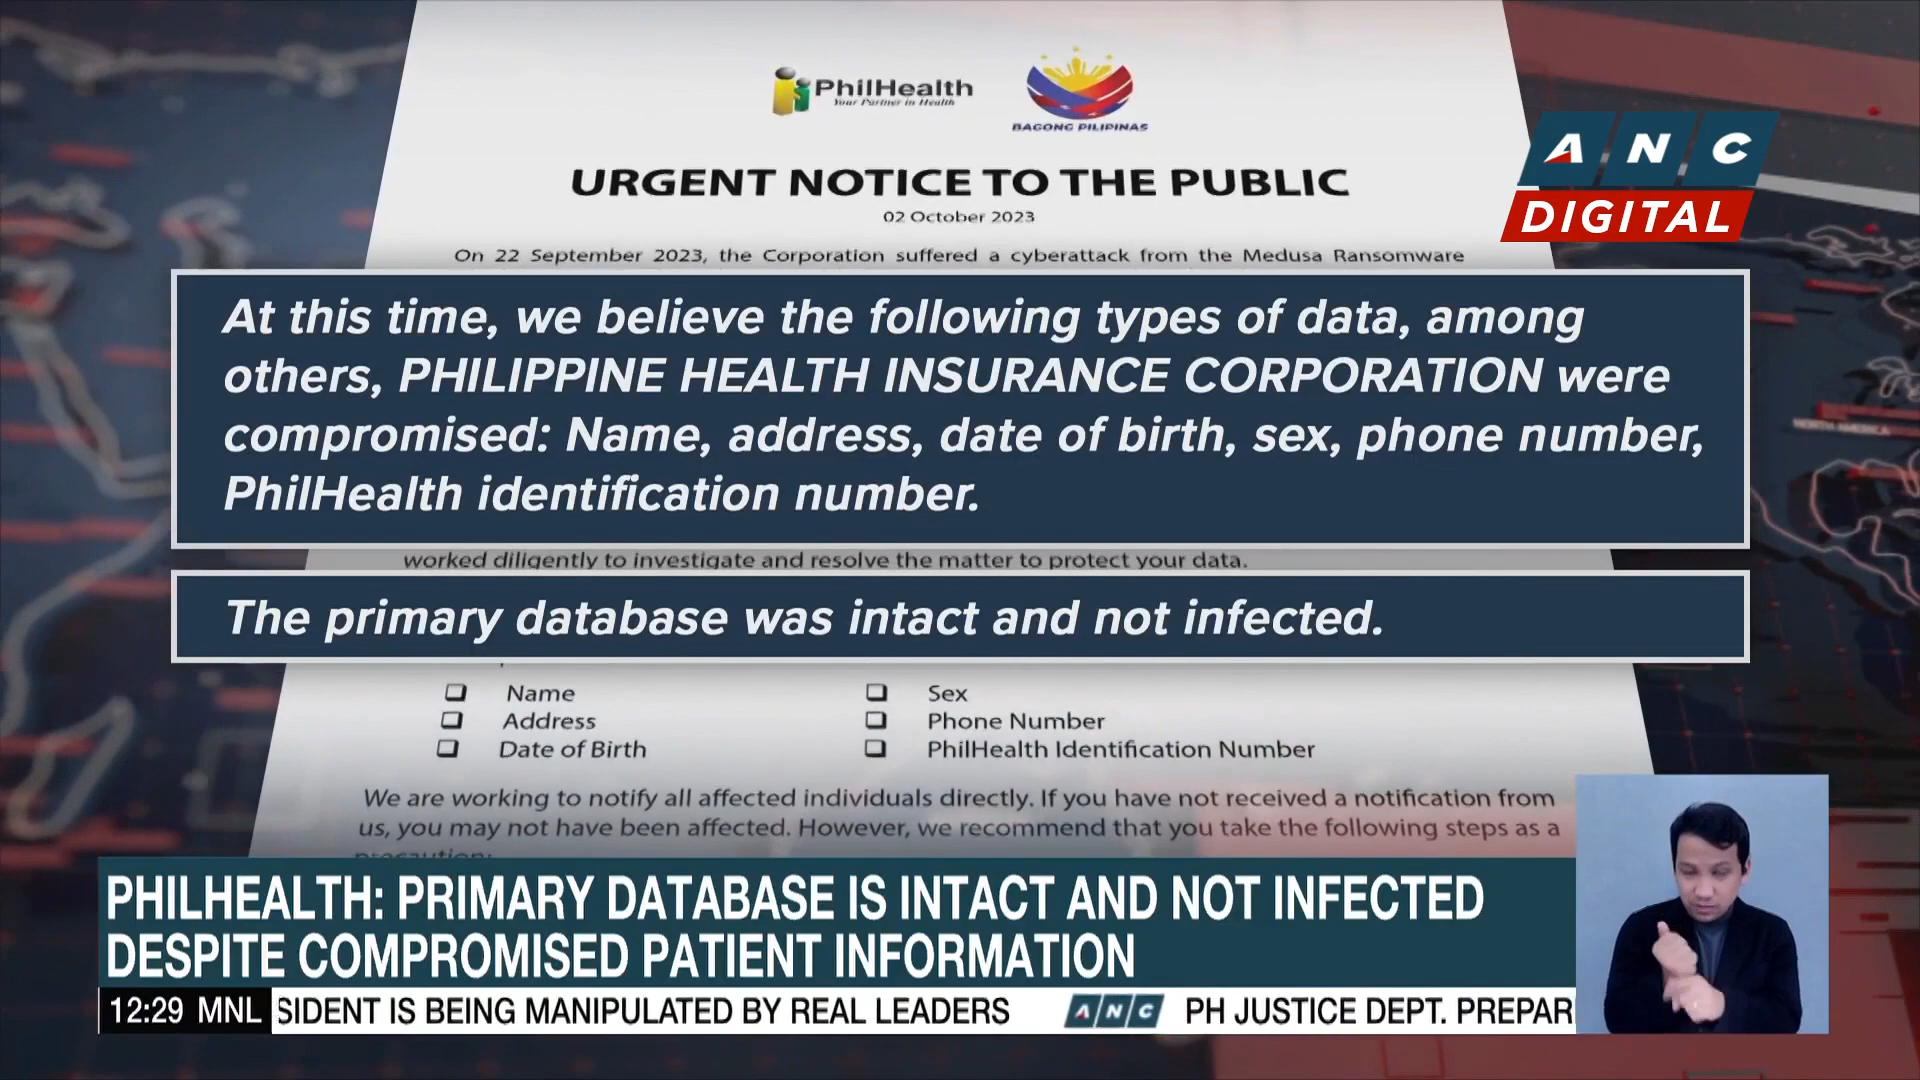 PhilHealth
Your Partner in Health
BAGONG PILIPINAS
URGENT NOTICE TO THE PUBLIC
02 October 2023
On 22 September 2023, the Corporation suffered a cyberattack from the Medusa Ransomware
ANC
DIGITAL
At this time, we believe the following types of data, among
others, PHILIPPINE HEALTH INSURANCE CORPORATION were
compromised: Name, address, date of birth, sex, phone number,
PhilHealth identification number.
NORTH AMERICA
worked diligently to investigate and resolve the matter to protect your data.
The primary database was intact and not infected.
Name
Sex
Address
Phone Number
Date of Birth
PhilHealth Identification Number
We are working to notify all affected individuals directly. If you have not received a notification from
us, you may not have been affected. However, we recommend that you take the following steps as a
precaution:
PHILHEALTH: PRIMARY DATABASE IS INTACT AND NOT INFECTED
DESPITE COMPROMISED PATIENT INFORMATION
12:29 MNL SIDENT IS BEING MANIPULATED BY REAL LEADERS ANC PH JUSTICE DEPT. PREPAR